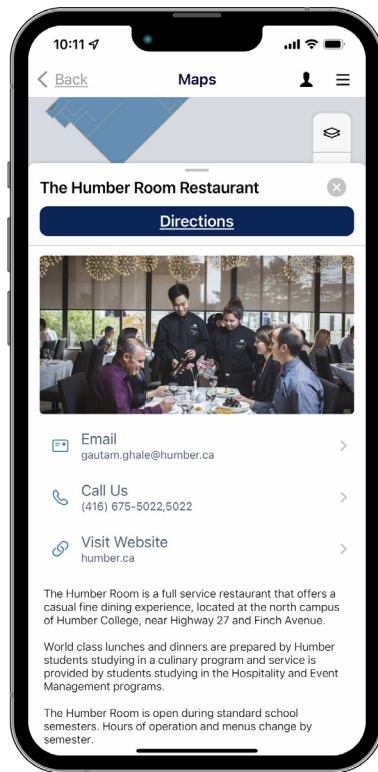 10:11
Back
Maps
The Humber Room Restaurant
Directions
Email
gautam.ghale@humber.ca
Call Us
(416) 675-5022,5022
Visit Website
humber.ca
The Humber Room is a full service restaurant that offers a
casual fine dining experience, located at the north campus
of Humber College, near Highway 27 and Finch Avenue.
World class lunches and dinners are prepared by Humber
students studying in a culinary program and service is
provided by students studying in the Hospitality and Event
Management programs.
The Humber Room is open during standard school
semesters. Hours of operation and menus change by
semester.